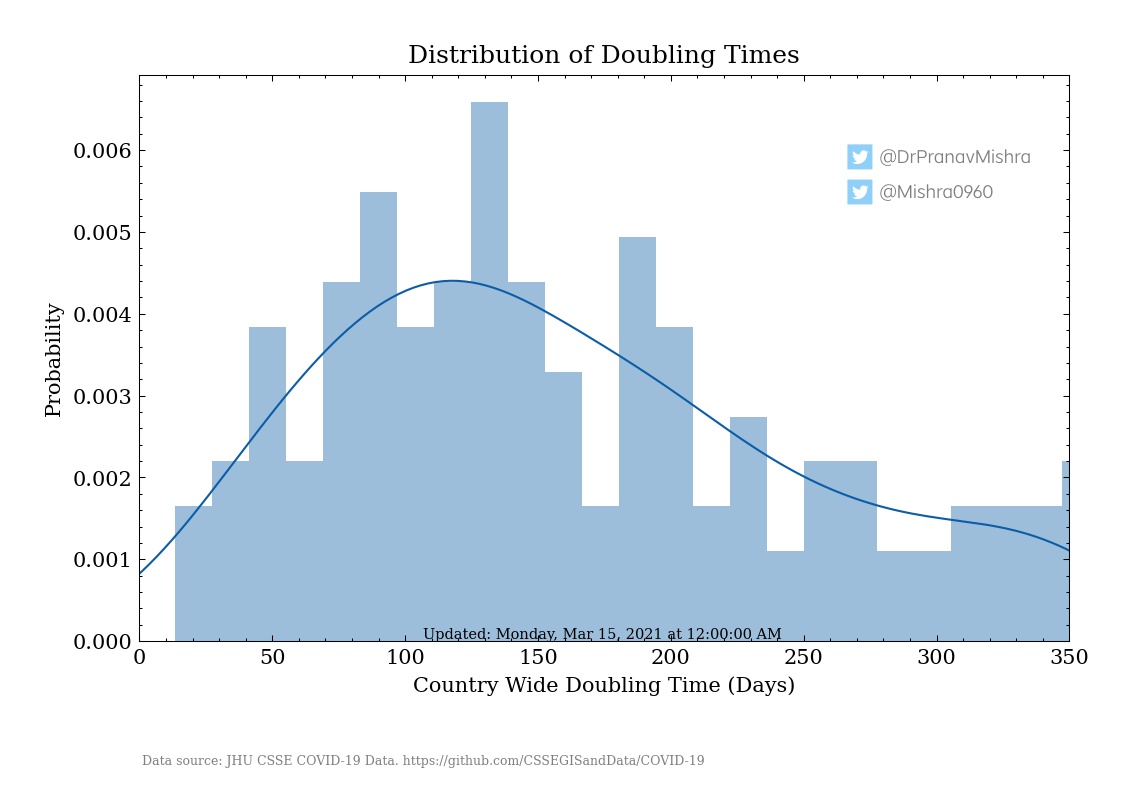 Distribution of Doubling Times
0.006
0.005
0.004
0.003
0.002
0.001
0.000
Probability
@DrPranavMishra
@Mishra0960
Updated: Monday, Mar 15, 2021 at 12:00:00 AM
0 50 100 150 200 250 300 350
Country Wide Doubling Time (Days)
Data source: JHU CSSE COVID-19 Data. https://github.com/CSSEGISandData/COVID-19